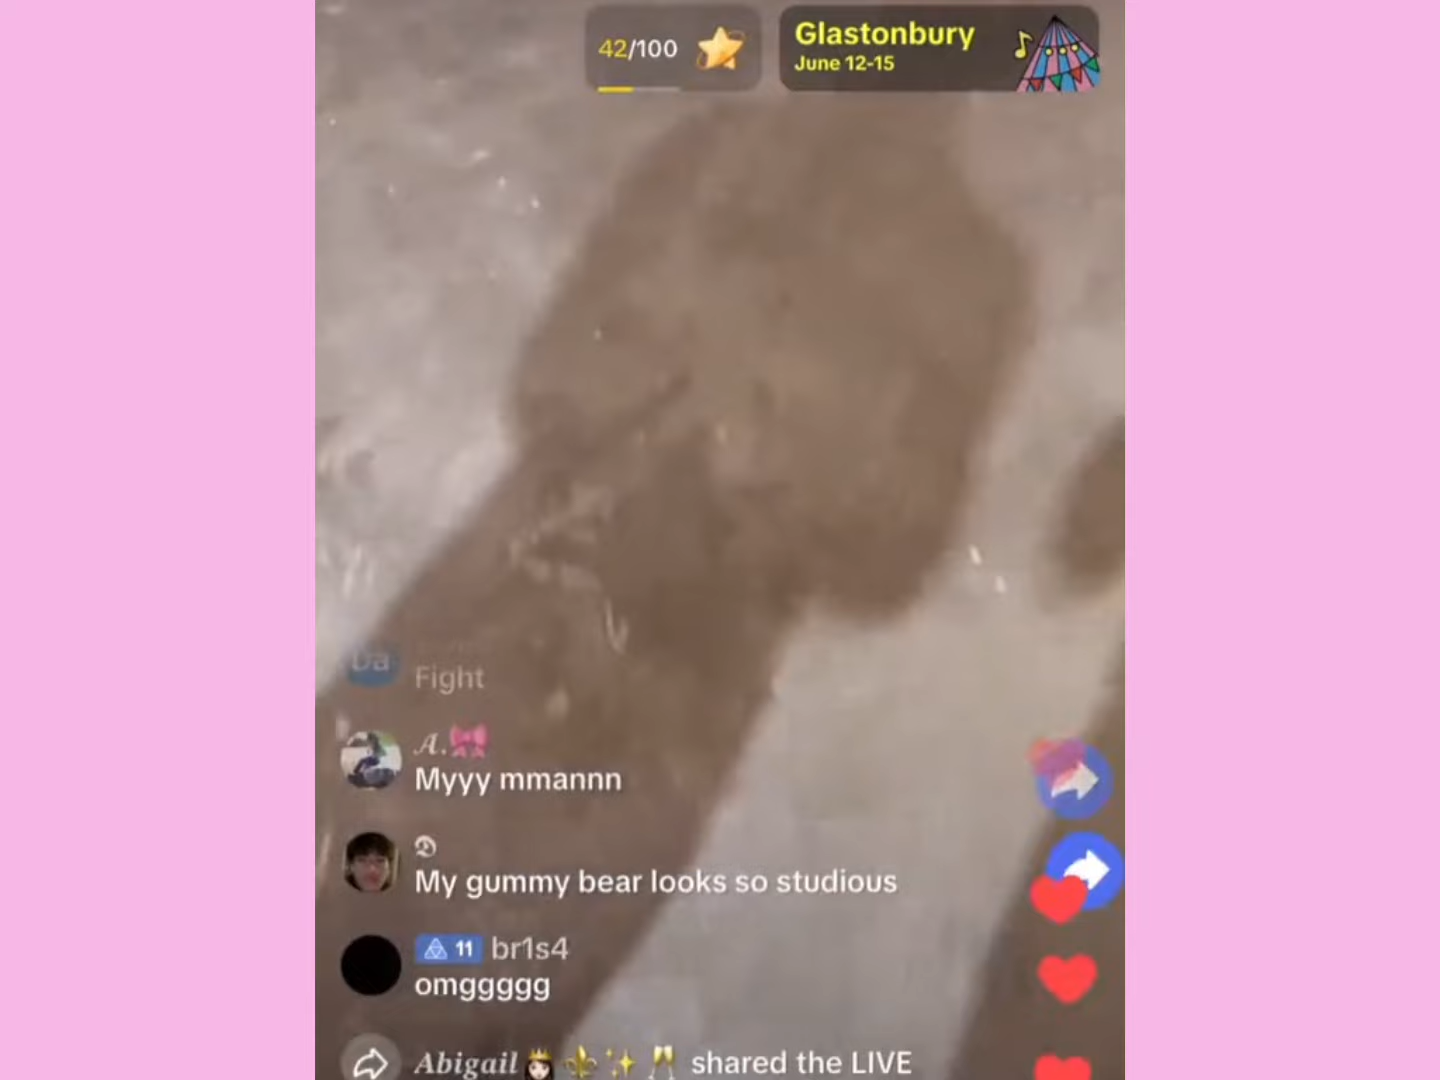 42/100
Glastonbury
June 12-15
Da
Fight
A.🎀
Myyy mmannn
𝕯
My gummy bear looks so studious
11 br1s4
omggggg
Abigail👸🏻⚜️✨🥂 shared the LIVE